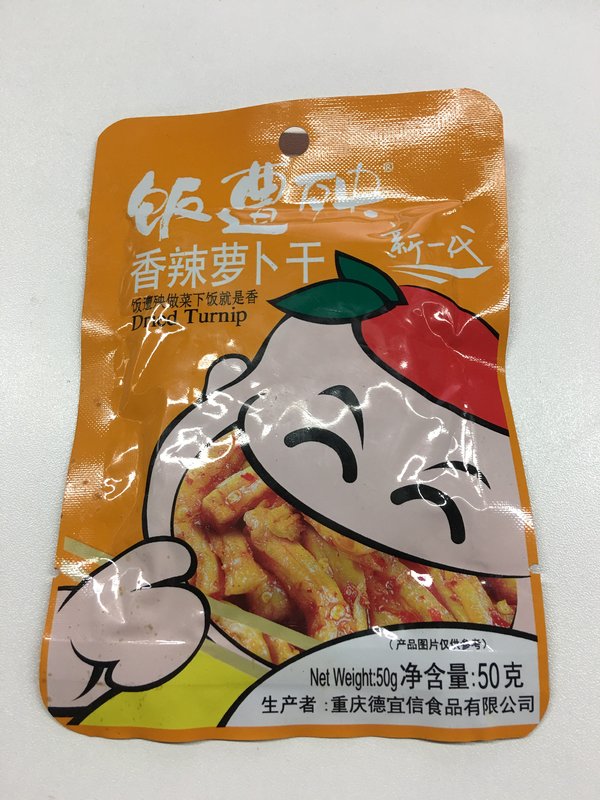 饭遭殃®
新一代
香辣萝卜干
饭遭殃做菜下饭就是香
Dried Turnip
(产品图片仅供参考)
Net Weight:50g 净含量:50克
生产者:重庆德宜信食品有限公司